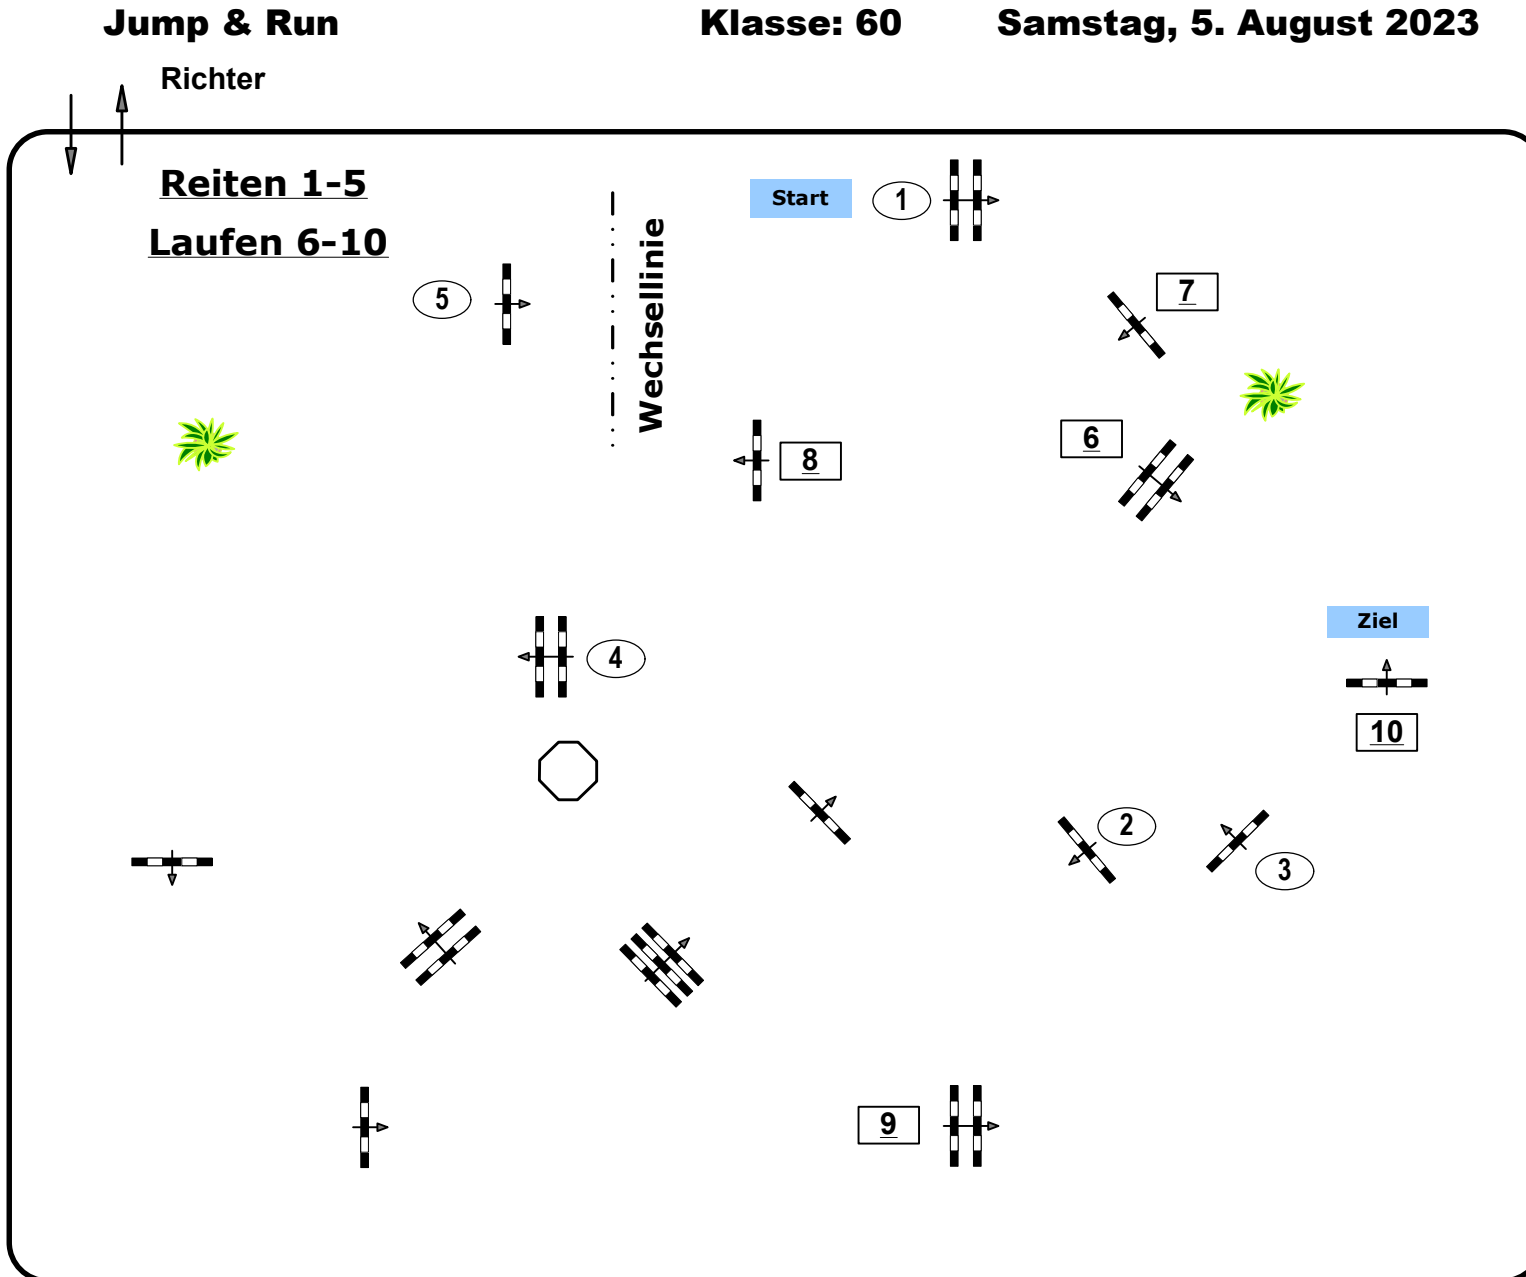 Jump & Run Klasse: 60 Samstag, 5. August 2023
Richter
Reiten 1-5
Laufen 6-10
Start
1
Wechsellinie
5
7
6
8
Ziel
4
10
2
3
9